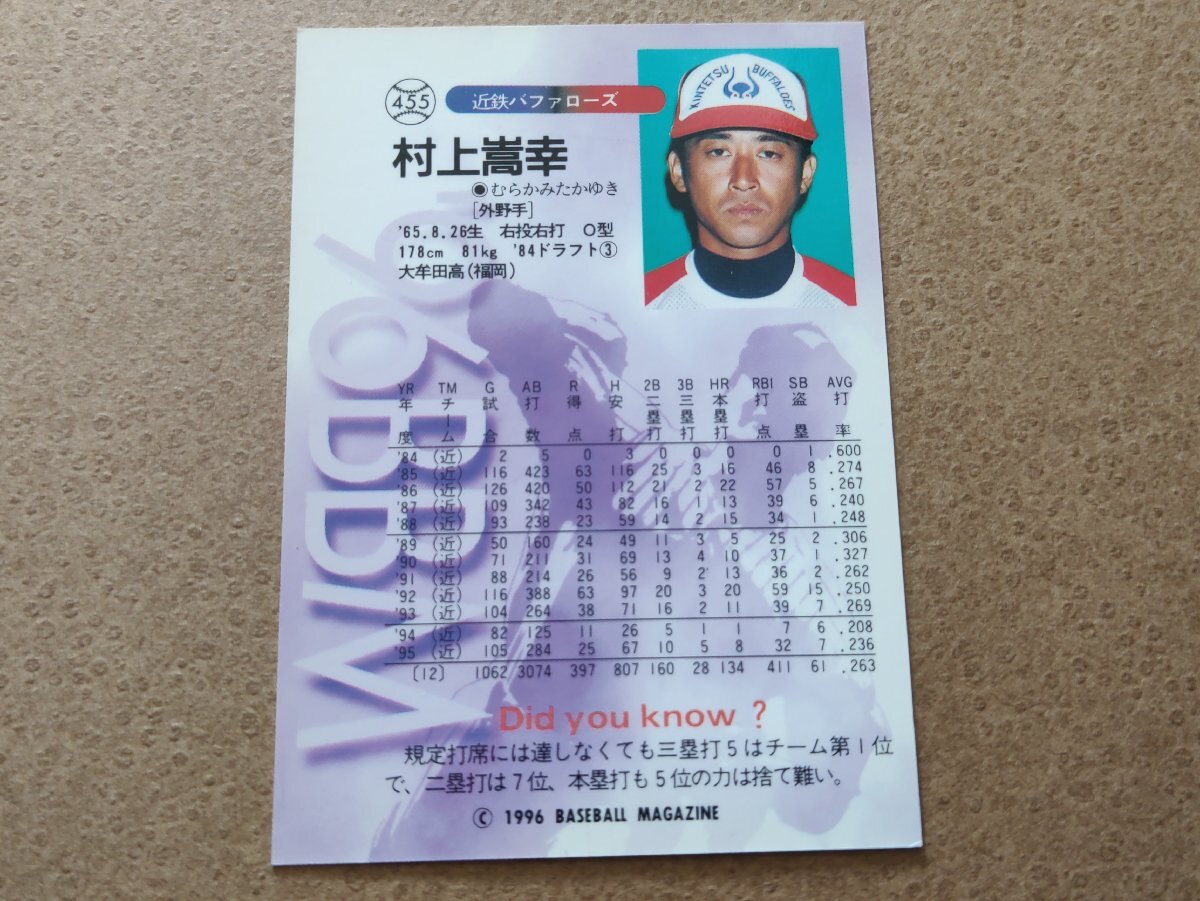 455 近鉄バファローズ
KINTETSU BUFFALOES
村上嵩幸
●むらかみたかゆき
[外野手]
'65.8.26生 右投右打 O型
178cm 81kg '84ドラフト③
大牟田高(福岡)
'96 BBM
YR TM G AB R H 2B 3B HR RBI SB AVG
年度 チーム 試合 打数 得点 安打 二塁打 三塁打 本塁打 打点 盗塁 打率
'84 (近) 2 5 0 3 0 0 0 0 1 .600
'85 (近) 116 423 63 116 25 3 16 46 8 .274
'86 (近) 126 420 50 112 21 2 22 57 5 .267
'87 (近) 109 342 43 82 16 1 13 39 6 .240
'88 (近) 93 238 23 59 14 2 15 34 1 .248
'89 (近) 50 160 24 49 11 3 5 25 2 .306
'90 (近) 71 211 31 69 13 4 10 37 1 .327
'91 (近) 88 214 26 56 9 2 13 36 2 .262
'92 (近) 116 388 63 97 20 3 20 59 15 .250
'93 (近) 104 264 38 71 16 2 11 39 7 .269
'94 (近) 82 125 11 26 5 1 1 7 6 .208
'95 (近) 105 284 25 67 10 5 8 32 7 .236
〔12〕 1062 3074 397 807 160 28 134 411 61 .263
Did you know ?
規定打席には達しなくても三塁打5はチーム第1位
で、二塁打は7位、本塁打も5位の力は捨て難い。
© 1996 BASEBALL MAGAZINE